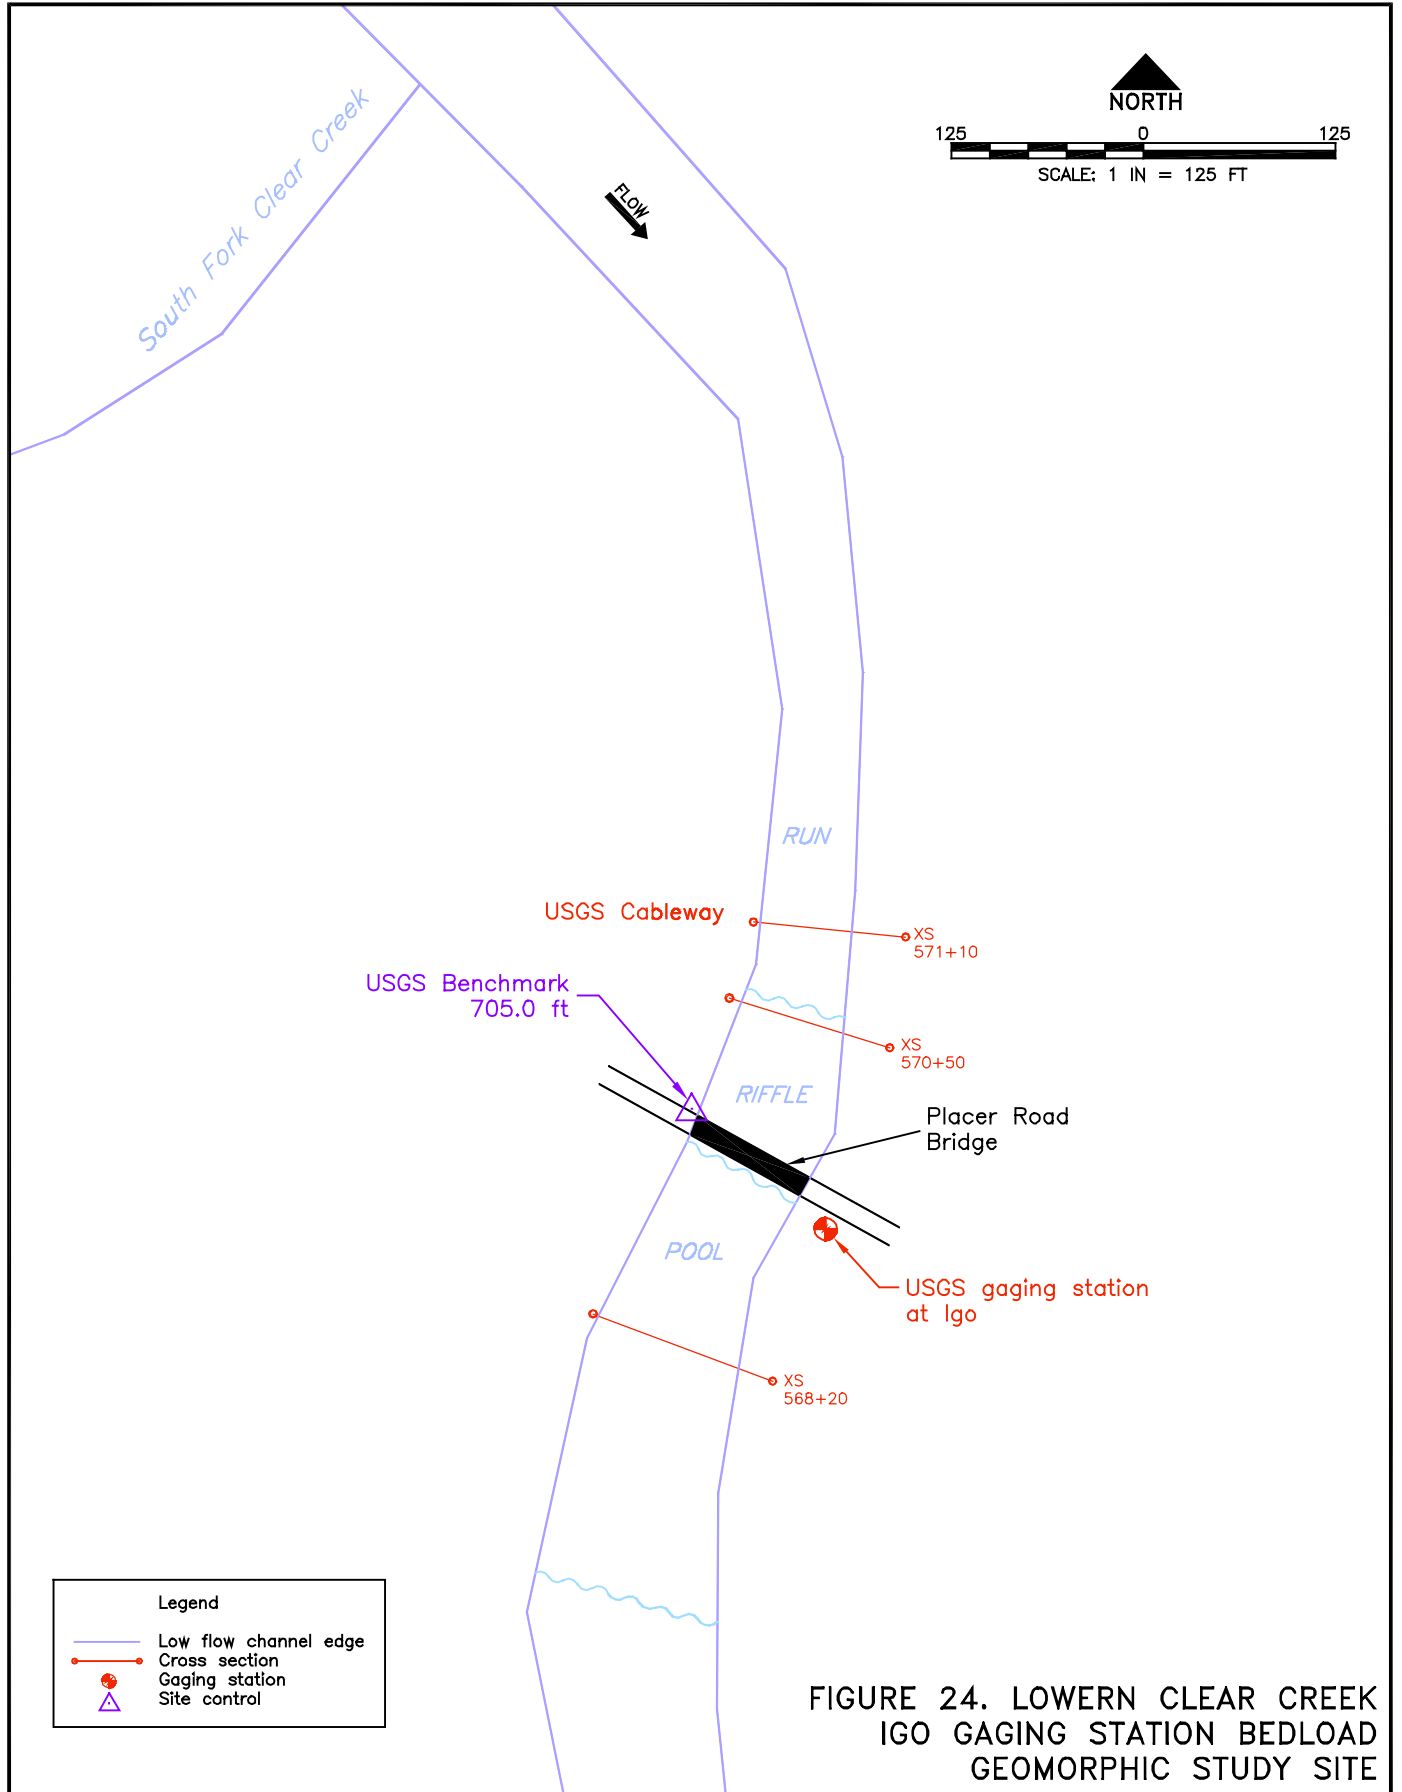 NORTH
125 0 125
SCALE: 1 IN = 125 FT
South Fork Clear Creek
FLOW
RUN
USGS Cableway
XS
571+10
USGS Benchmark
705.0 ft
XS
570+50
RIFFLE
Placer Road
Bridge
POOL
USGS gaging station
at Igo
XS
568+20
Legend
Low flow channel edge
Cross section
Gaging station
Site control
FIGURE 24. LOWERN CLEAR CREEK
IGO GAGING STATION BEDLOAD
GEOMORPHIC STUDY SITE